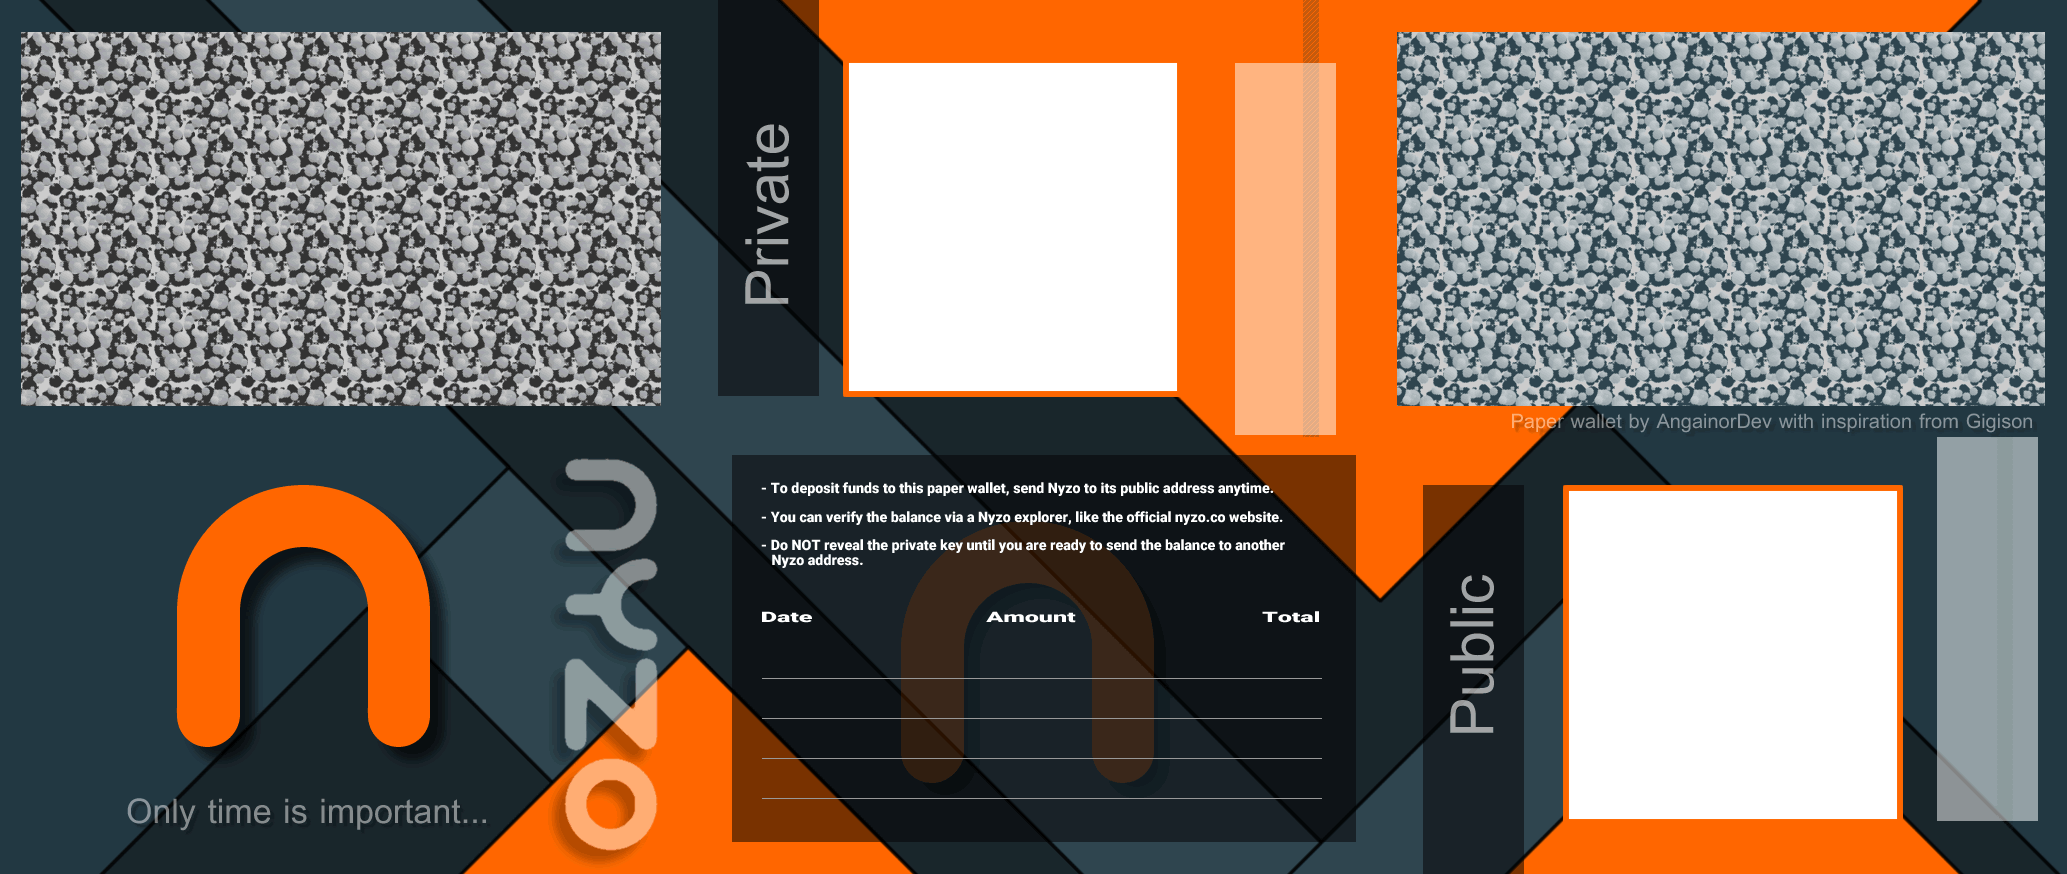 Private
Paper wallet by AngainorDev with inspiration from Gigison
nyzo
- To deposit funds to this paper wallet, send Nyzo to its public address anytime.
- You can verify the balance via a Nyzo explorer, like the official nyzo.co website.
- Do NOT reveal the private key until you are ready to send the balance to another
Nyzo address.
Date Amount Total
Public
Only time is important...